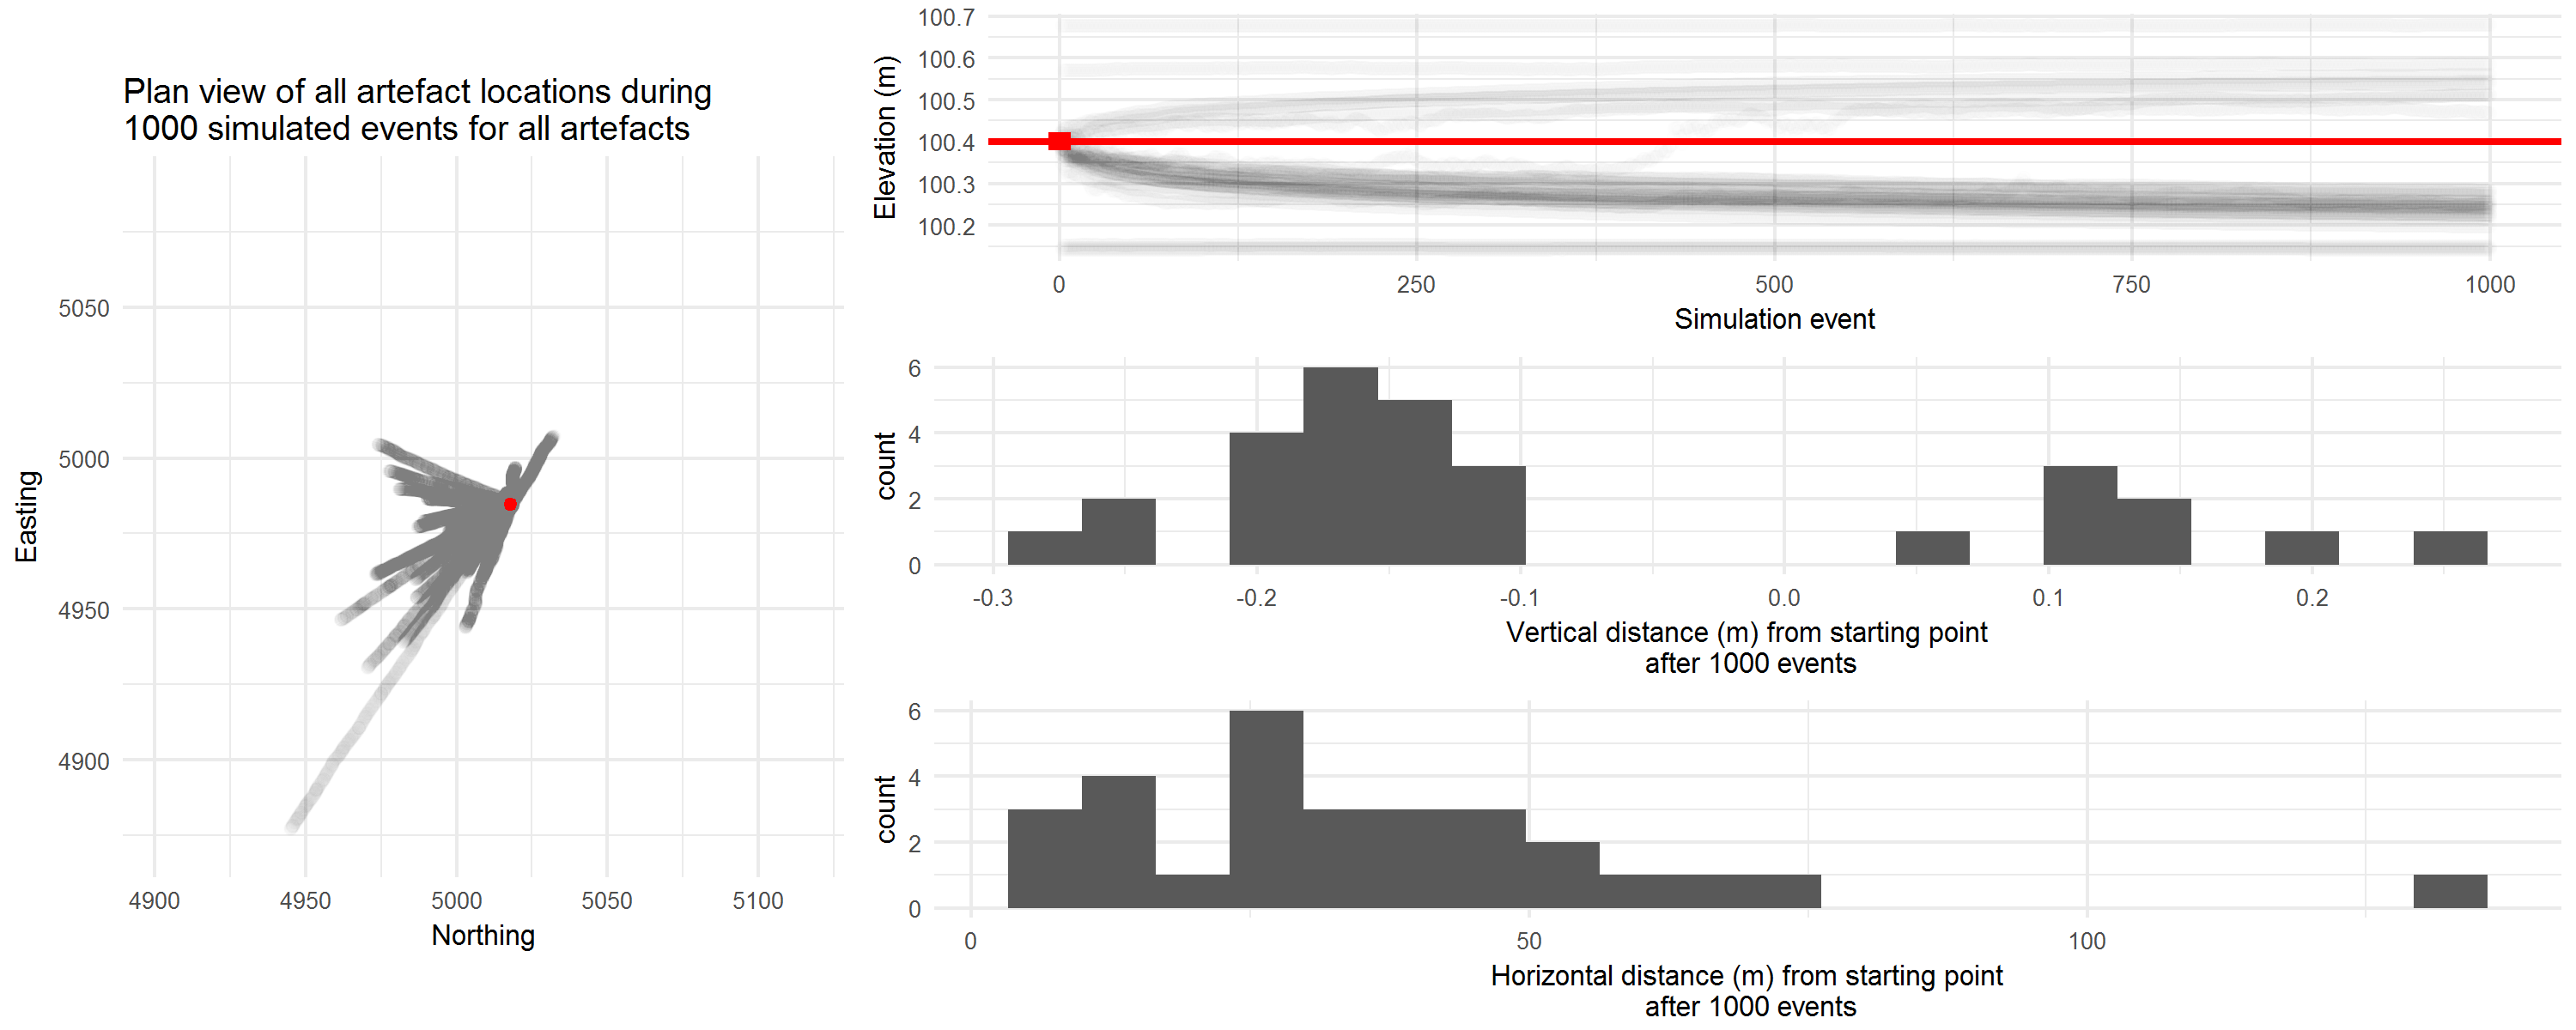 Plan view of all artefact locations during
1000 simulated events for all artefacts
Easting
5050
5000
4950
4900
4900 4950 5000 5050 5100
Northing
Elevation (m)
100.7
100.6
100.5
100.4
100.3
100.2
0 250 500 750 1000
Simulation event
count
6
4
2
0
-0.3 -0.2 -0.1 0.0 0.1 0.2
Vertical distance (m) from starting point
after 1000 events
count
6
4
2
0
0 50 100
Horizontal distance (m) from starting point
after 1000 events